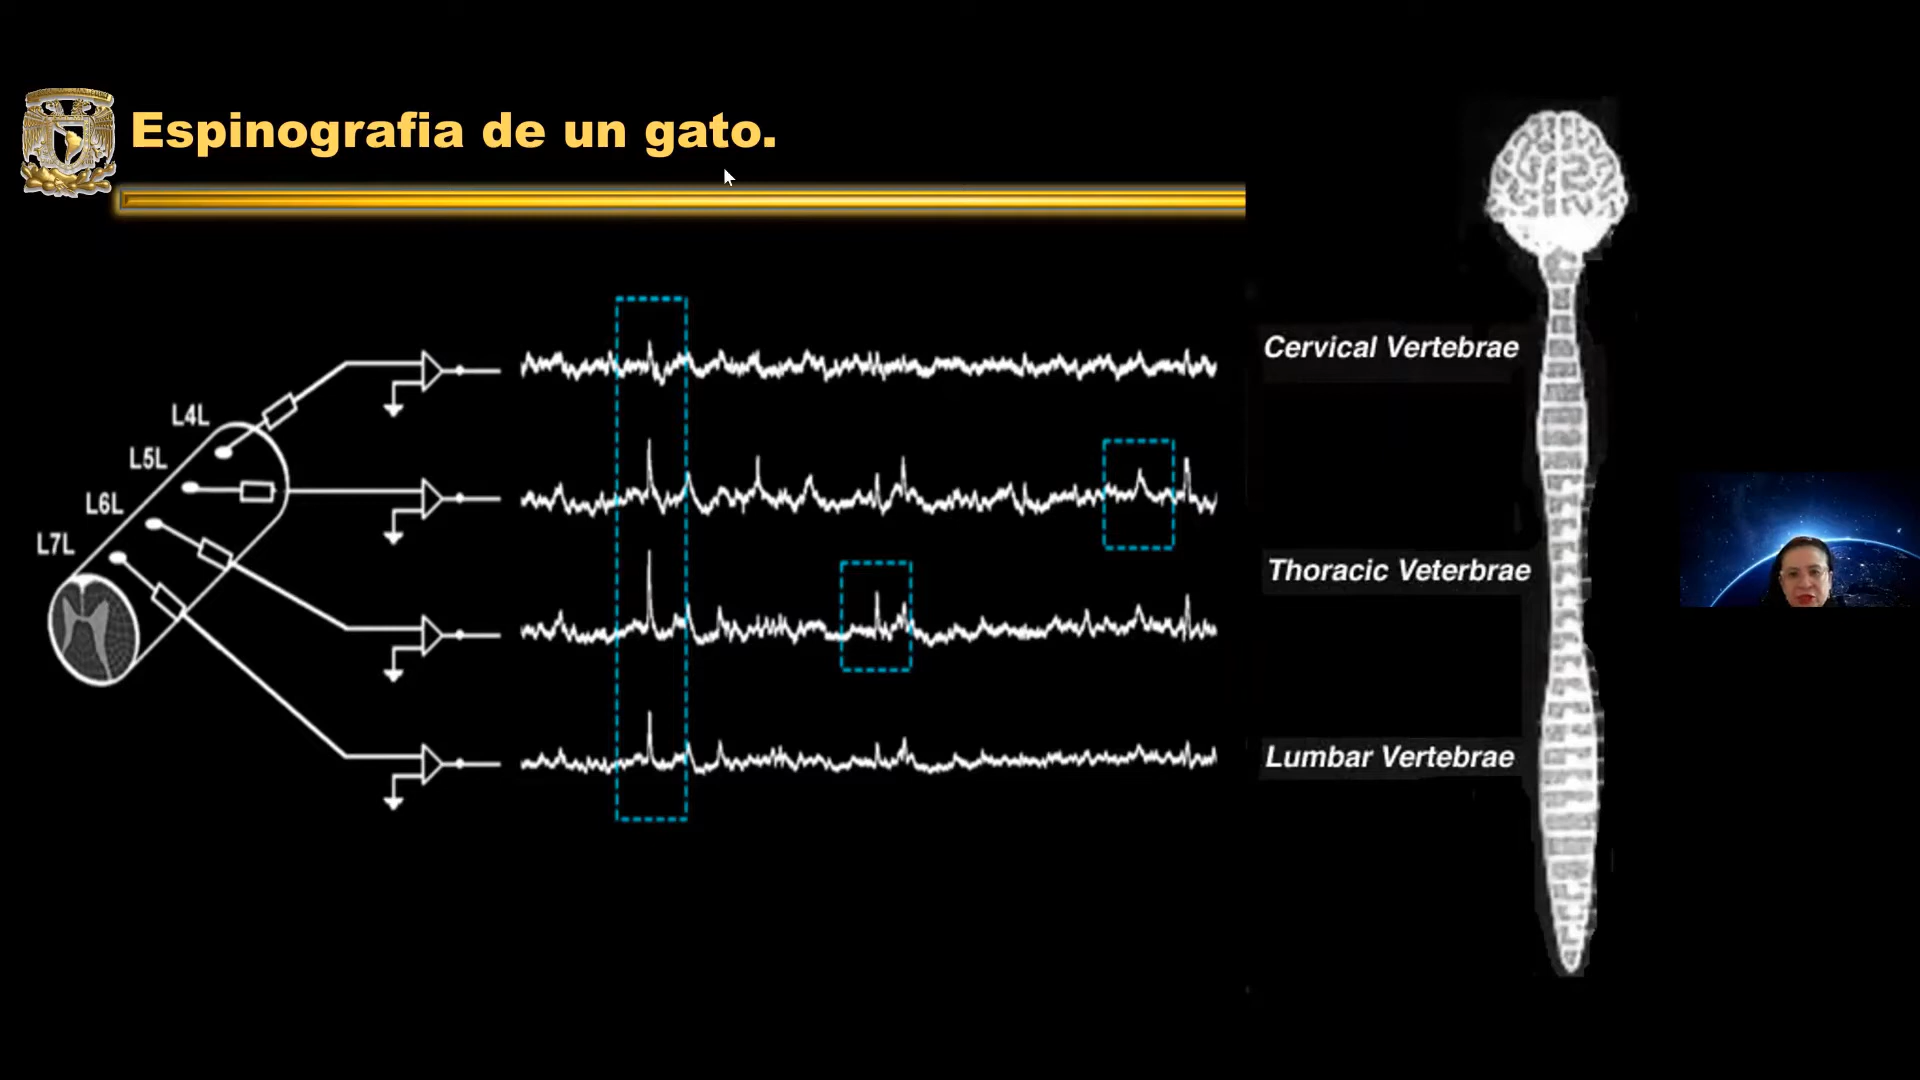 Espinografia de un gato.
L4L
L5L
L6L
L7L
Cervical Vertebrae
Thoracic Veterbrae
Lumbar Vertebrae